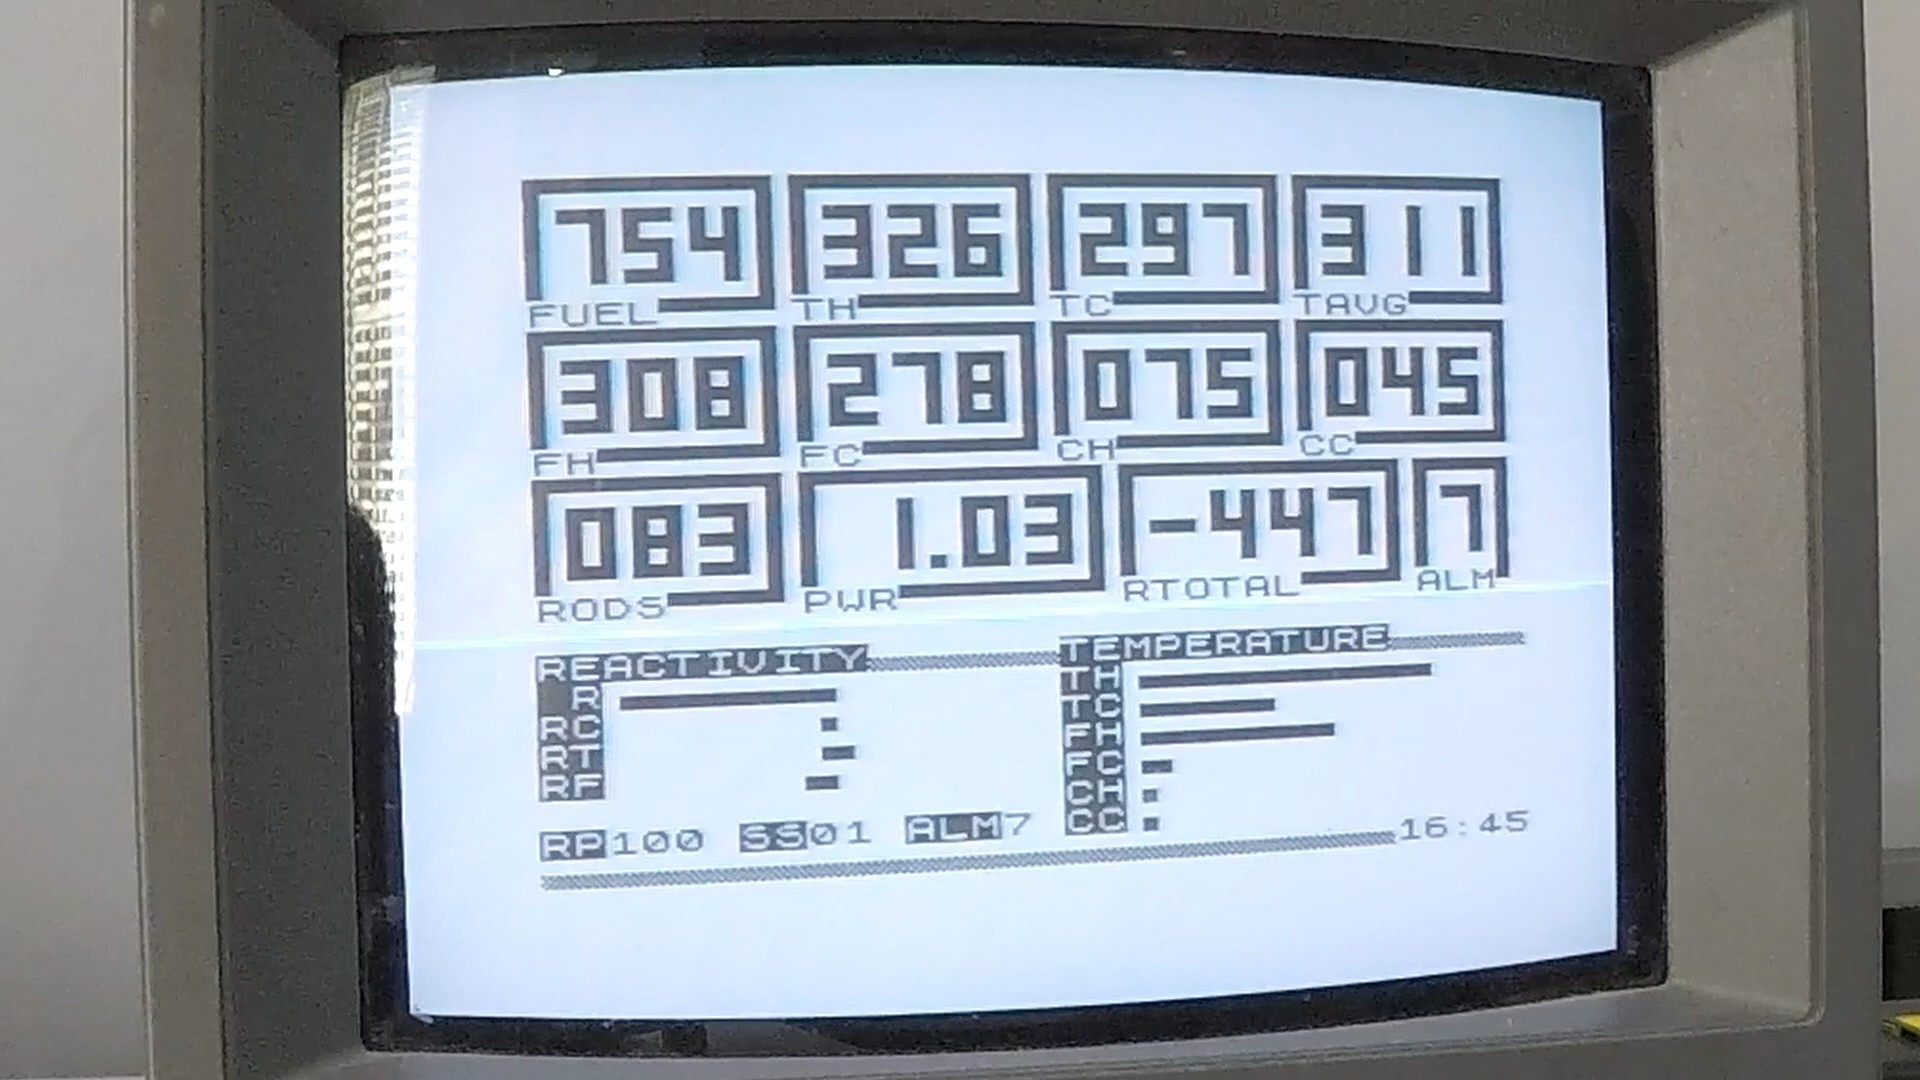 754 326 297 311
FUEL TH TC TAVG
308 278 075 045
FH FC CH CC
083 1.03 -447 7
RODS PWR RTOTAL ALM
REACTIVITY TEMPERATURE
R TH
RC TC
RT FH
RF FC
CH
RP100 SS01 ALM7 CC 16:45